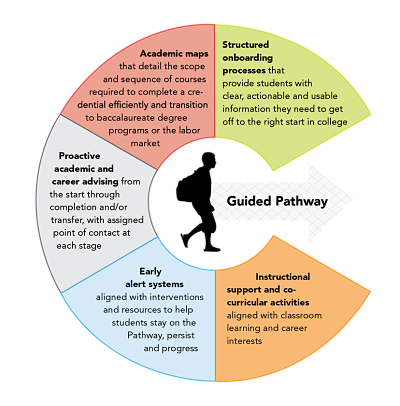 Structured
onboarding
processes that
provide students with
clear, actionable and usable
information they need to get
off to the right start in college
Academic maps
that detail the scope
and sequence of courses
required to complete a cre-
dential efficiently and transition
to baccalaureate degree
programs or the labor
market
Proactive
academic and
career advising from
the start through
completion and/or
transfer, with assigned
point of contact at
each stage
Early
alert systems
aligned with interventions
and resources to help
students stay on the
Pathway, persist
and progress
Instructional
support and co-
curricular activities
aligned with classroom
learning and career
interests
Guided Pathway